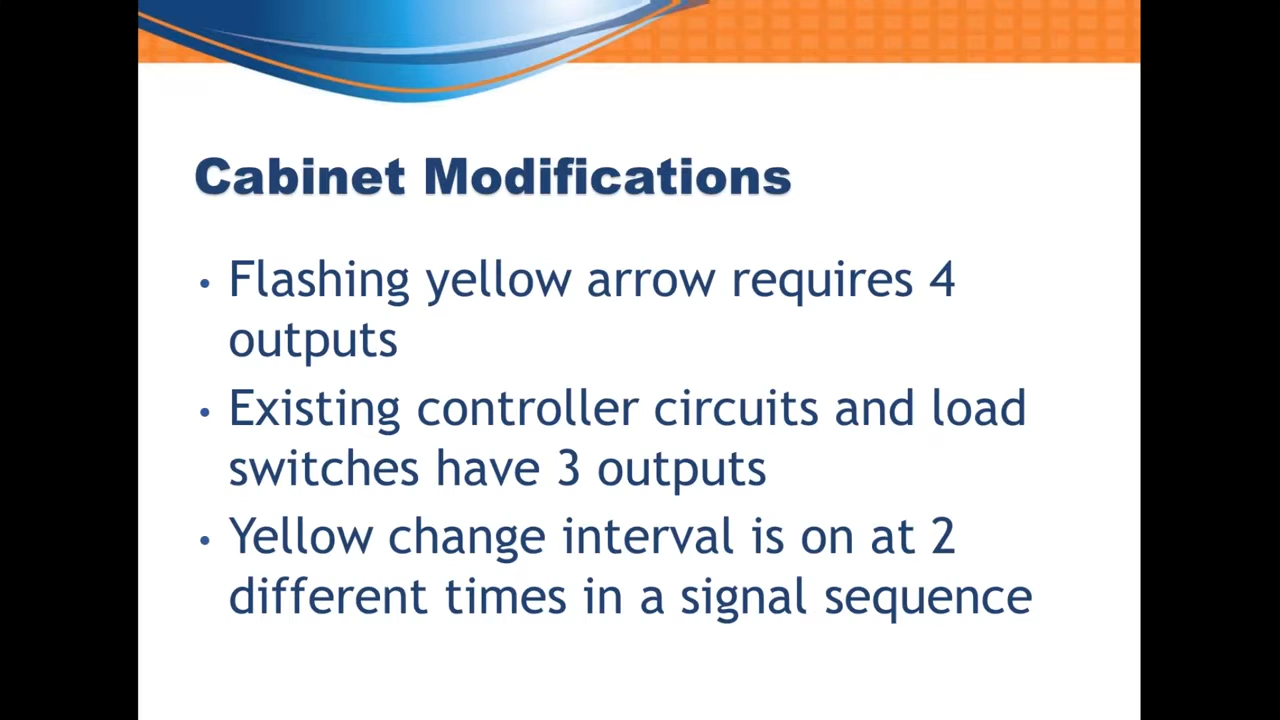 Cabinet Modifications
• Flashing yellow arrow requires 4
outputs
• Existing controller circuits and load
switches have 3 outputs
• Yellow change interval is on at 2
different times in a signal sequence